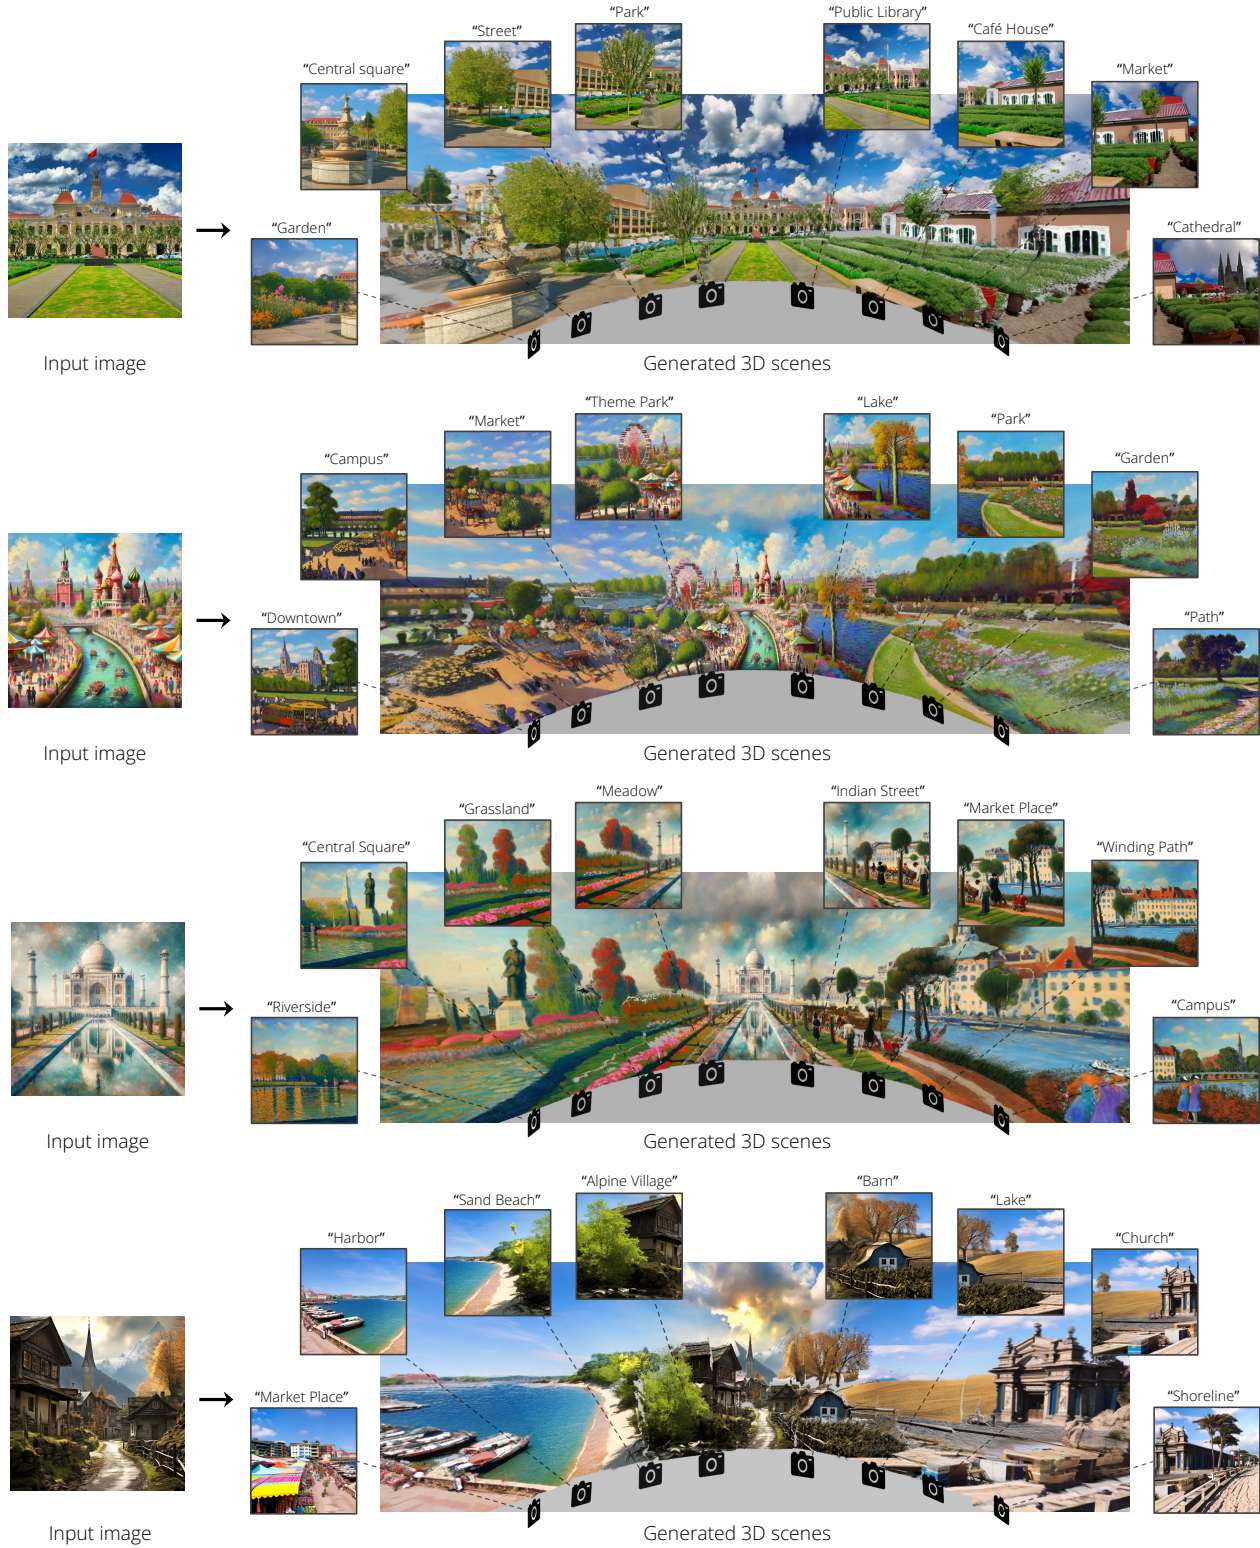 “Park”
“Public Library”
“Street”
“Café House”
“Central square”
“Market”
“Garden”
“Cathedral”
Input image
Generated 3D scenes
“Theme Park”
“Lake”
“Market”
“Park”
“Campus”
“Garden”
“Downtown”
“Path”
Input image
Generated 3D scenes
“Meadow”
“Indian Street”
“Grassland”
“Market Place”
“Central Square”
“Winding Path”
“Riverside”
“Campus”
Input image
Generated 3D scenes
“Alpine Village”
“Barn”
“Sand Beach”
“Lake”
“Harbor”
“Church”
“Market Place”
“Shoreline”
Input image
Generated 3D scenes